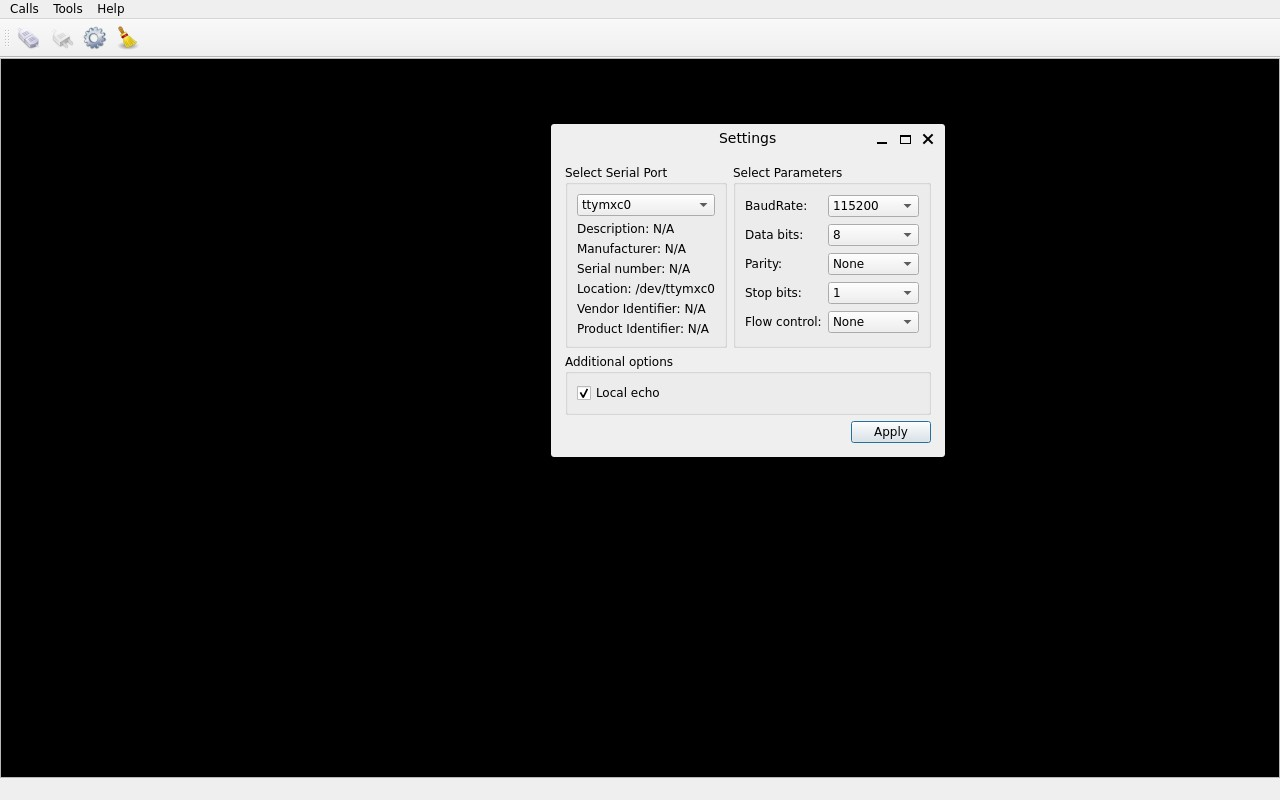 Calls Tools Help
Settings
Select Serial Port
ttymxc0
Description: N/A
Manufacturer: N/A
Serial number: N/A
Location: /dev/ttymxc0
Vendor Identifier: N/A
Product Identifier: N/A
Select Parameters
BaudRate: 115200
Data bits: 8
Parity: None
Stop bits: 1
Flow control: None
Additional options
Local echo
Apply